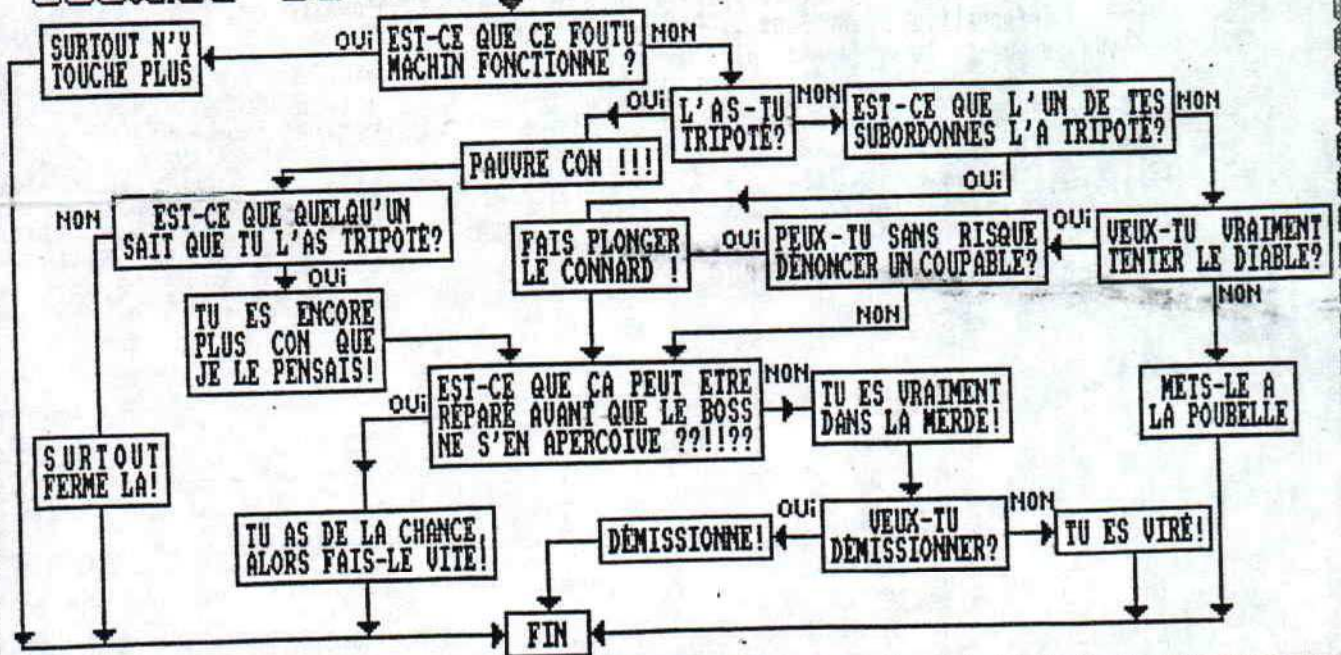 OUi
EST-CE QUE CE FOUTU
MACHIN FONCTIONNE ?
NON
SURTOUT N'Y
TOUCHE PLUS
OUi
L'AS-TU
TRIPOTÉ?
NON
EST-CE QUE L'UN DE TES
SUBORDONNES L'A TRIPOTÉ?
NON
PAUVRE CON !!!
OUi
NON
EST-CE QUE QUELQU'UN
SAIT QUE TU L'AS TRIPOTÉ?
OUi
FAIS PLONGER
LE CONNARD !
OUi
PEUX-TU SANS RISQUE
DÉNONCER UN COUPABLE?
OUi
VEUX-TU VRAIMENT
TENTER LE DIABLE?
NON
NON
TU ES ENCORE
PLUS CON QUE
JE LE PENSAIS!
OUi
EST-CE QUE ÇA PEUT ETRE
RÉPARÉ AVANT QUE LE BOSS
NE S'EN APERCOIVE ??!!??
NON
TU ES VRAIMENT
DANS LA MERDE!
METS-LE A
LA POUBELLE
SURTOUT
FERME LA!
TU AS DE LA CHANCE,
ALORS FAIS-LE VITE!
DÉMISSIONNE!
OUi
VEUX-TU
DÉMISSIONNER?
NON
TU ES VIRÉ!
FIN